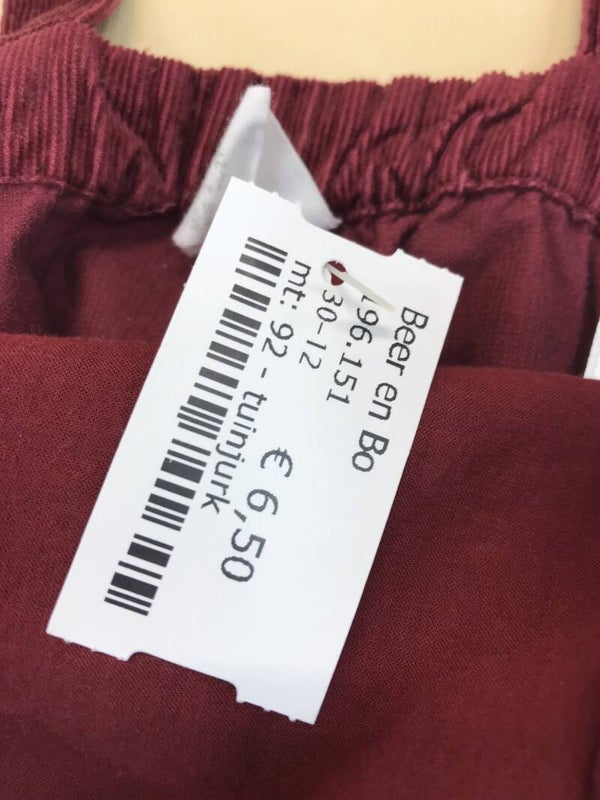 Beer en Bo
196.151
30-12
mt: 92 - tuinjurk
€ 6,50